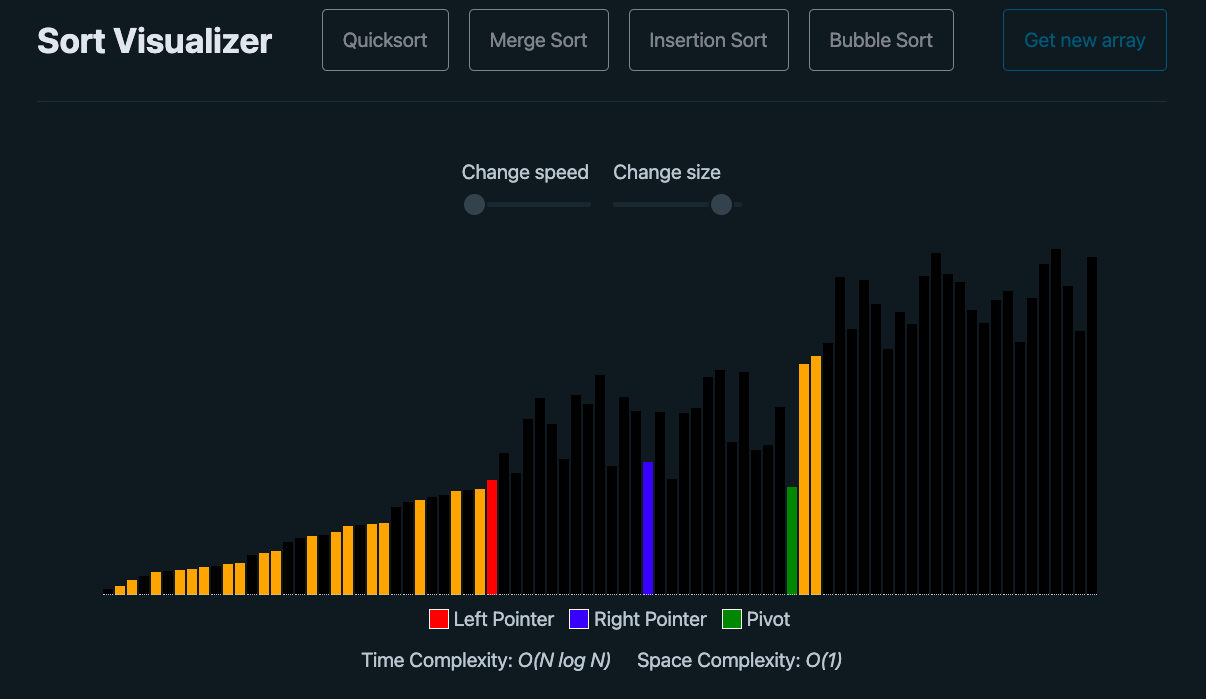 Sort Visualizer
Quicksort
Merge Sort
Insertion Sort
Bubble Sort
Get new array
Change speed
Change size
Left Pointer
Right Pointer
Pivot
Time Complexity: O(N log N)
Space Complexity: O(1)